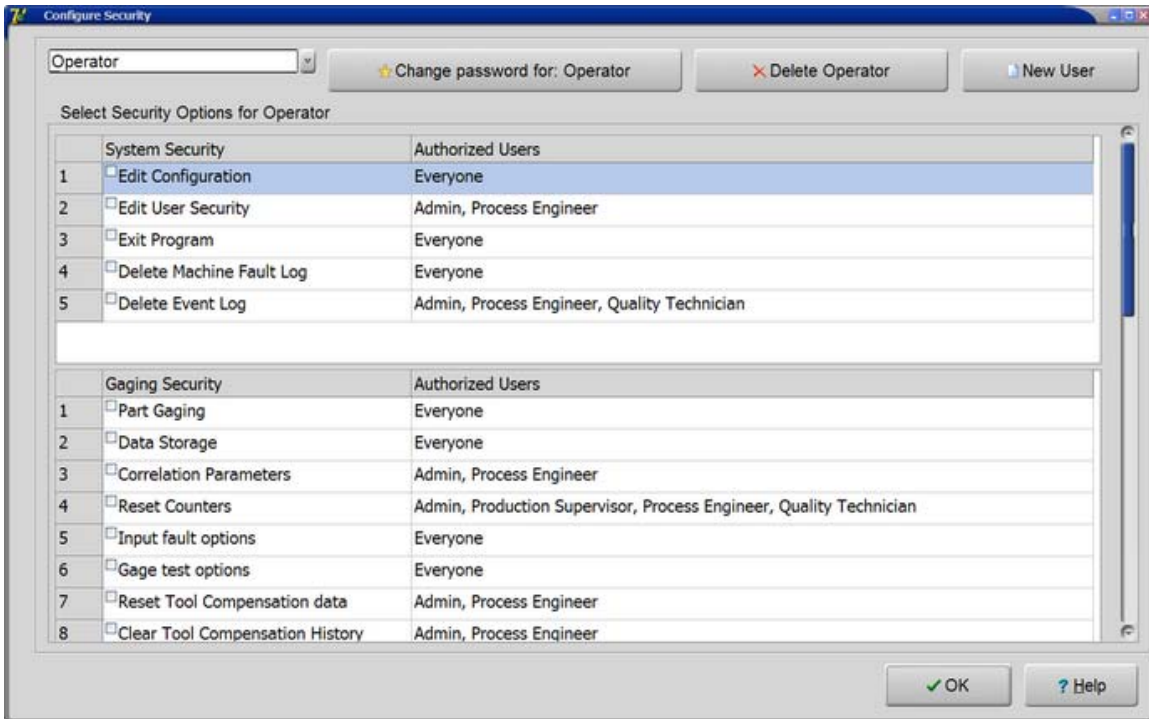 Configure Security
Operator
Change password for: Operator
Delete Operator
New User
Select Security Options for Operator
System Security Authorized Users
1 Edit Configuration Everyone
2 Edit User Security Admin, Process Engineer
3 Exit Program Everyone
4 Delete Machine Fault Log Everyone
5 Delete Event Log Admin, Process Engineer, Quality Technician
Gaging Security Authorized Users
1 Part Gaging Everyone
2 Data Storage Everyone
3 Correlation Parameters Admin, Process Engineer
4 Reset Counters Admin, Production Supervisor, Process Engineer, Quality Technician
5 Input fault options Everyone
6 Gage test options Everyone
7 Reset Tool Compensation data Admin, Process Engineer
8 Clear Tool Compensation History Admin, Process Engineer
OK
? Help